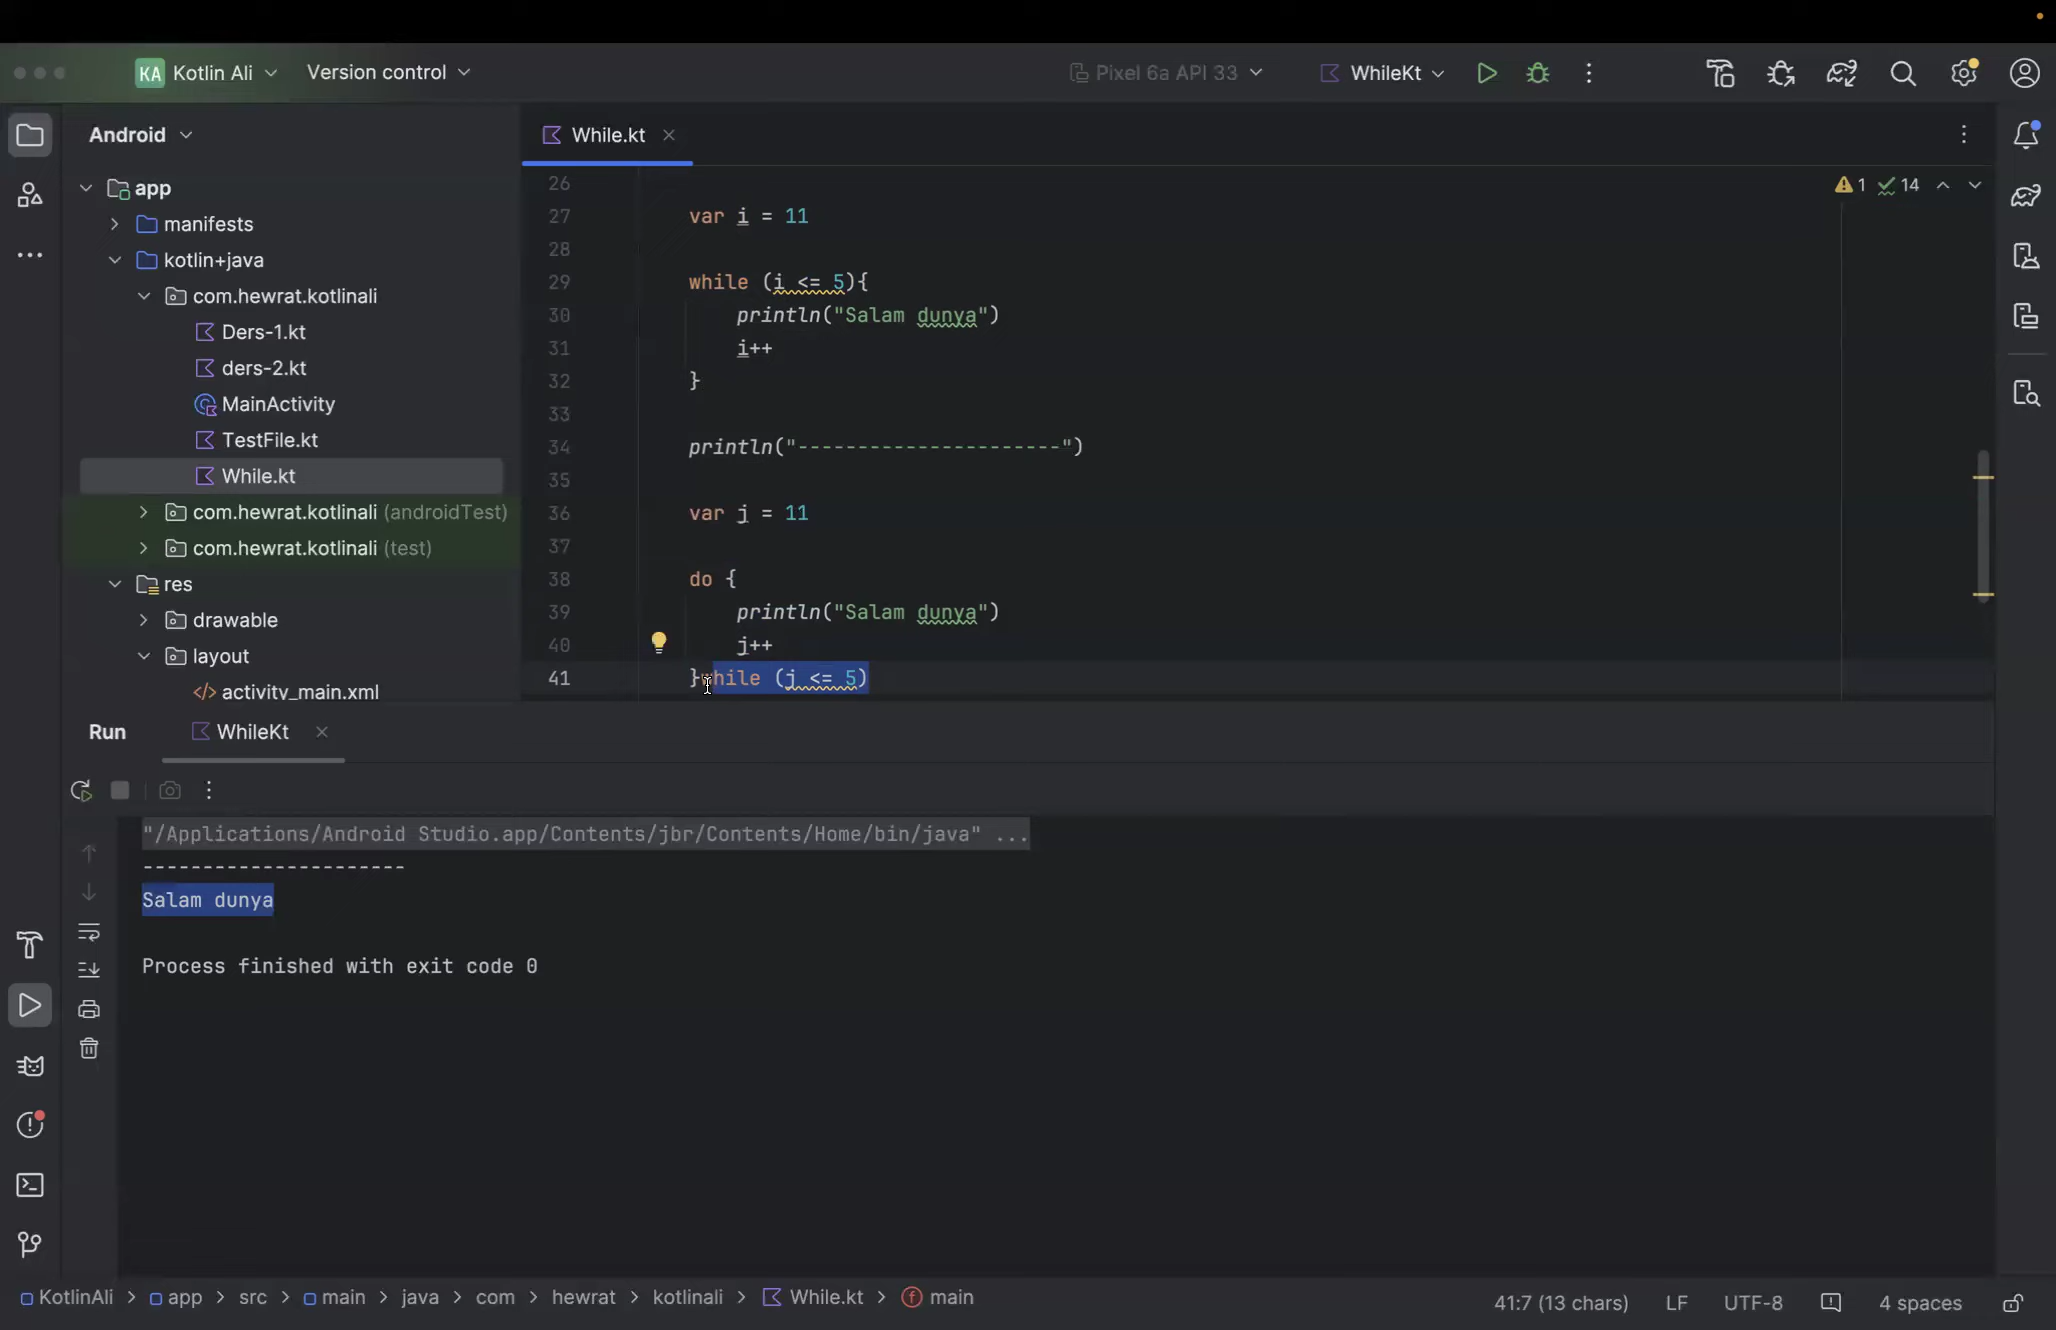 KA Kotlin Ali Version control Pixel 6a API 33 WhileKt
Android
app
manifests
kotlin+java
com.hewrat.kotlinali
Ders-1.kt
ders-2.kt
MainActivity
TestFile.kt
While.kt
com.hewrat.kotlinali (androidTest)
com.hewrat.kotlinali (test)
res
drawable
layout
</> activity_main.xml
While.kt
1 14
26
27 var i = 11
28
29 while (i <= 5){
30 println("Salam dunya")
31 i++
32 }
33
34 println("----------------------")
35
36 var j = 11
37
38 do {
39 println("Salam dunya")
40 j++
41 }while (j <= 5)
Run WhileKt
"/Applications/Android Studio.app/Contents/jbr/Contents/Home/bin/java" ...
----------------------
Salam dunya
Process finished with exit code 0
KotlinAli > app > src > main > java > com > hewrat > kotlinali > While.kt > main
41:7 (13 chars) LF UTF-8 4 spaces